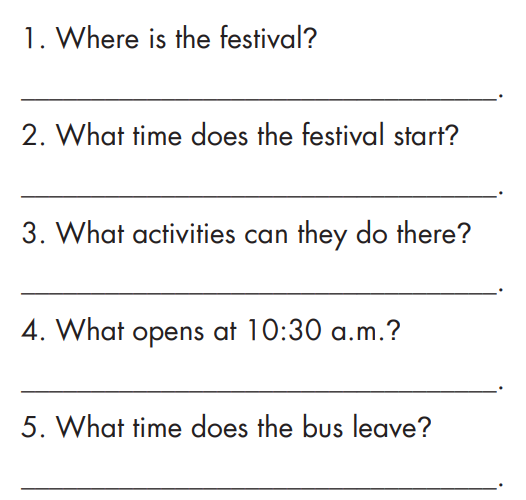 1. Where is the festival?
.
2. What time does the festival start?
.
3. What activities can they do there?
.
4. What opens at 10:30 a.m.?
.
5. What time does the bus leave?
.